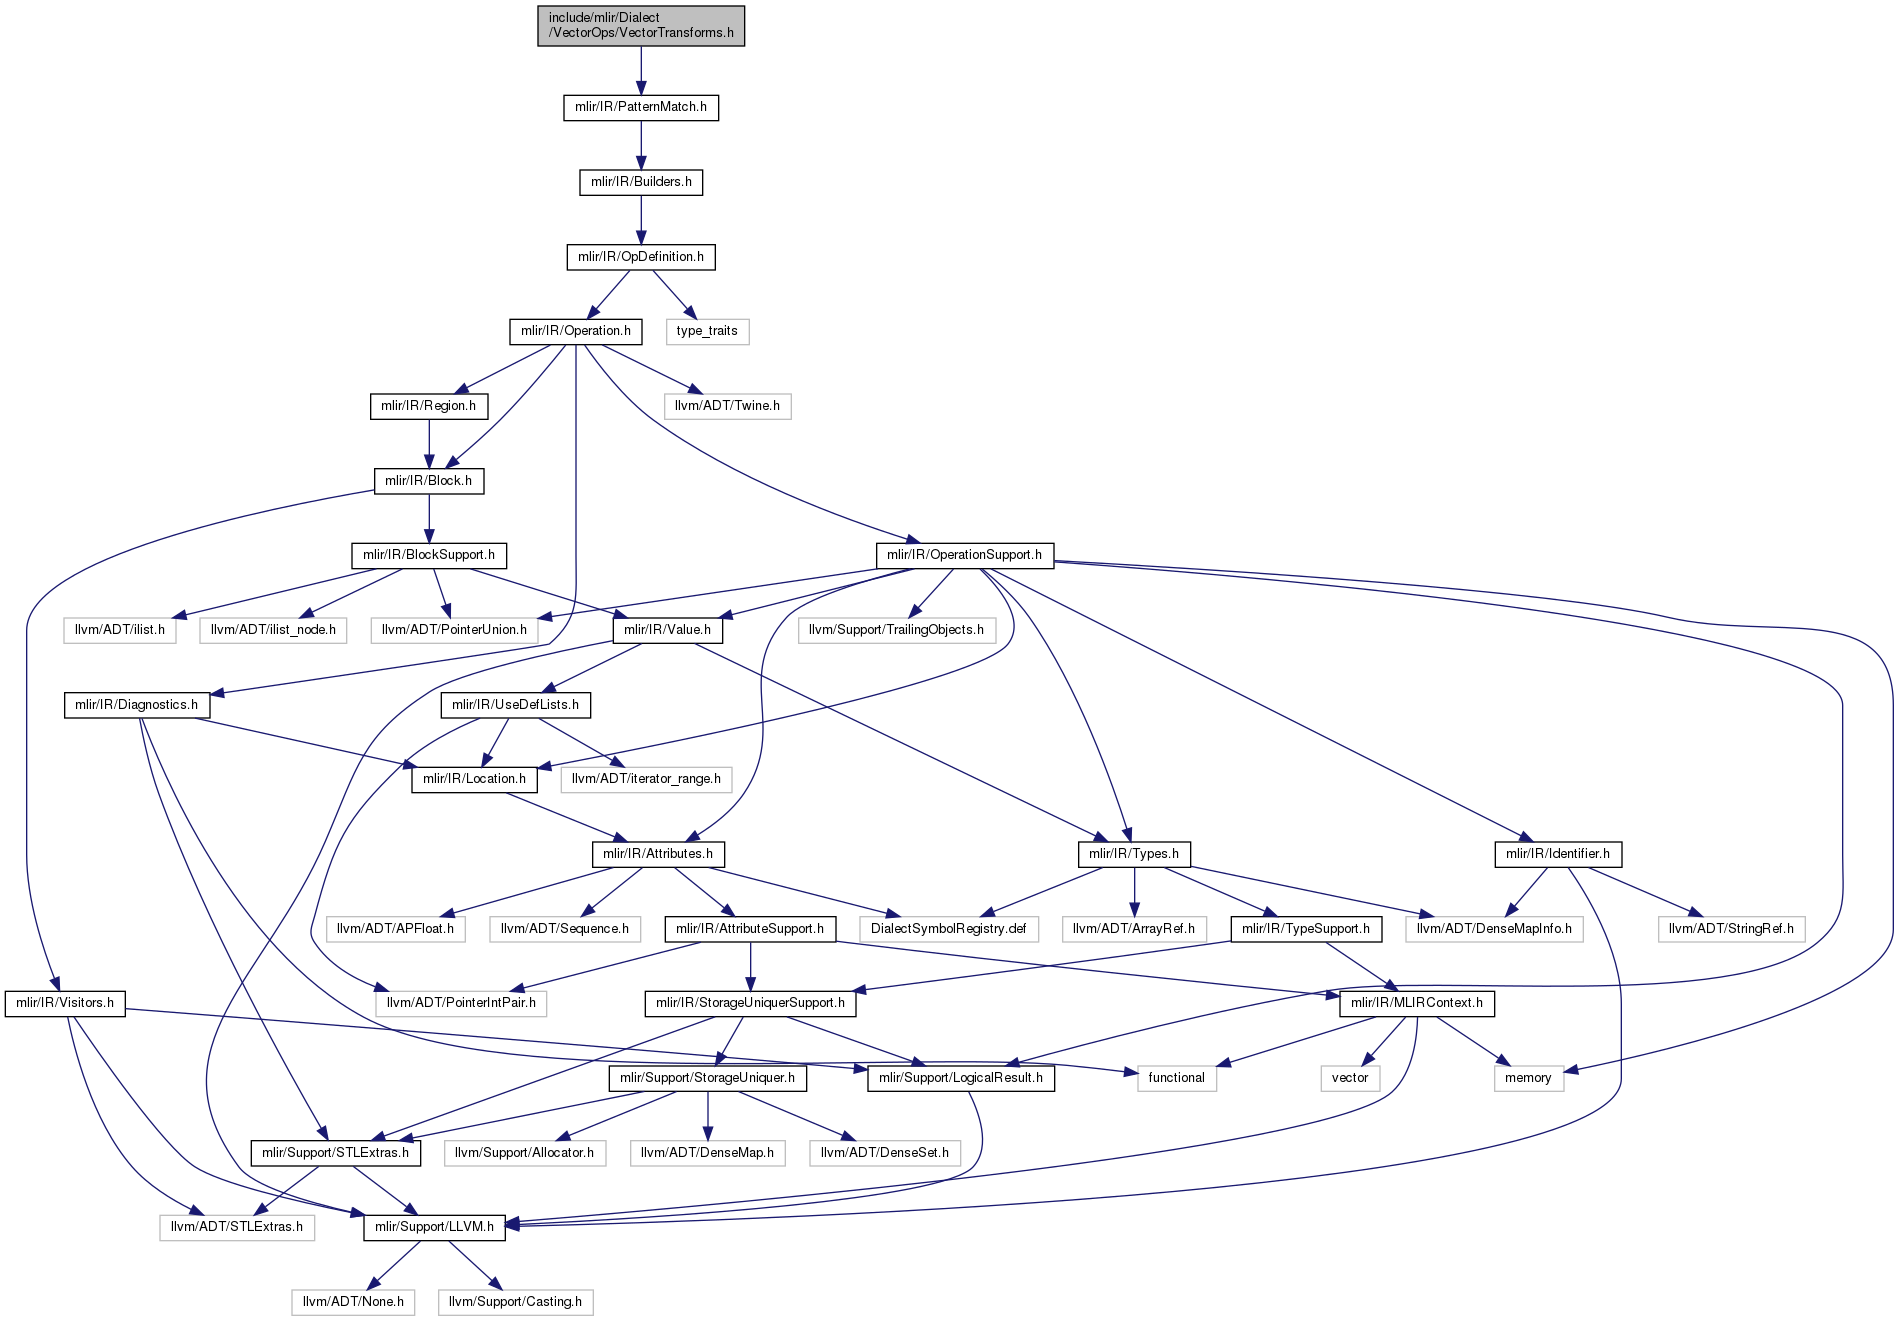 include/mlir/Dialect
/VectorOps/VectorTransforms.h
mlir/IR/PatternMatch.h
mlir/IR/Builders.h
mlir/IR/OpDefinition.h
mlir/IR/Operation.h
type_traits
mlir/IR/Region.h
llvm/ADT/Twine.h
mlir/IR/Block.h
mlir/IR/BlockSupport.h
mlir/IR/OperationSupport.h
llvm/ADT/ilist.h
llvm/ADT/ilist_node.h
llvm/ADT/PointerUnion.h
mlir/IR/Value.h
llvm/Support/TrailingObjects.h
mlir/IR/Diagnostics.h
mlir/IR/UseDefLists.h
mlir/IR/Location.h
llvm/ADT/iterator_range.h
mlir/IR/Attributes.h
mlir/IR/Types.h
mlir/IR/Identifier.h
llvm/ADT/APFloat.h
llvm/ADT/Sequence.h
mlir/IR/AttributeSupport.h
DialectSymbolRegistry.def
llvm/ADT/ArrayRef.h
mlir/IR/TypeSupport.h
llvm/ADT/DenseMapInfo.h
llvm/ADT/StringRef.h
mlir/IR/Visitors.h
llvm/ADT/PointerIntPair.h
mlir/IR/StorageUniquerSupport.h
mlir/IR/MLIRContext.h
mlir/Support/StorageUniquer.h
mlir/Support/LogicalResult.h
functional
vector
memory
mlir/Support/STLExtras.h
llvm/Support/Allocator.h
llvm/ADT/DenseMap.h
llvm/ADT/DenseSet.h
llvm/ADT/STLExtras.h
mlir/Support/LLVM.h
llvm/ADT/None.h
llvm/Support/Casting.h